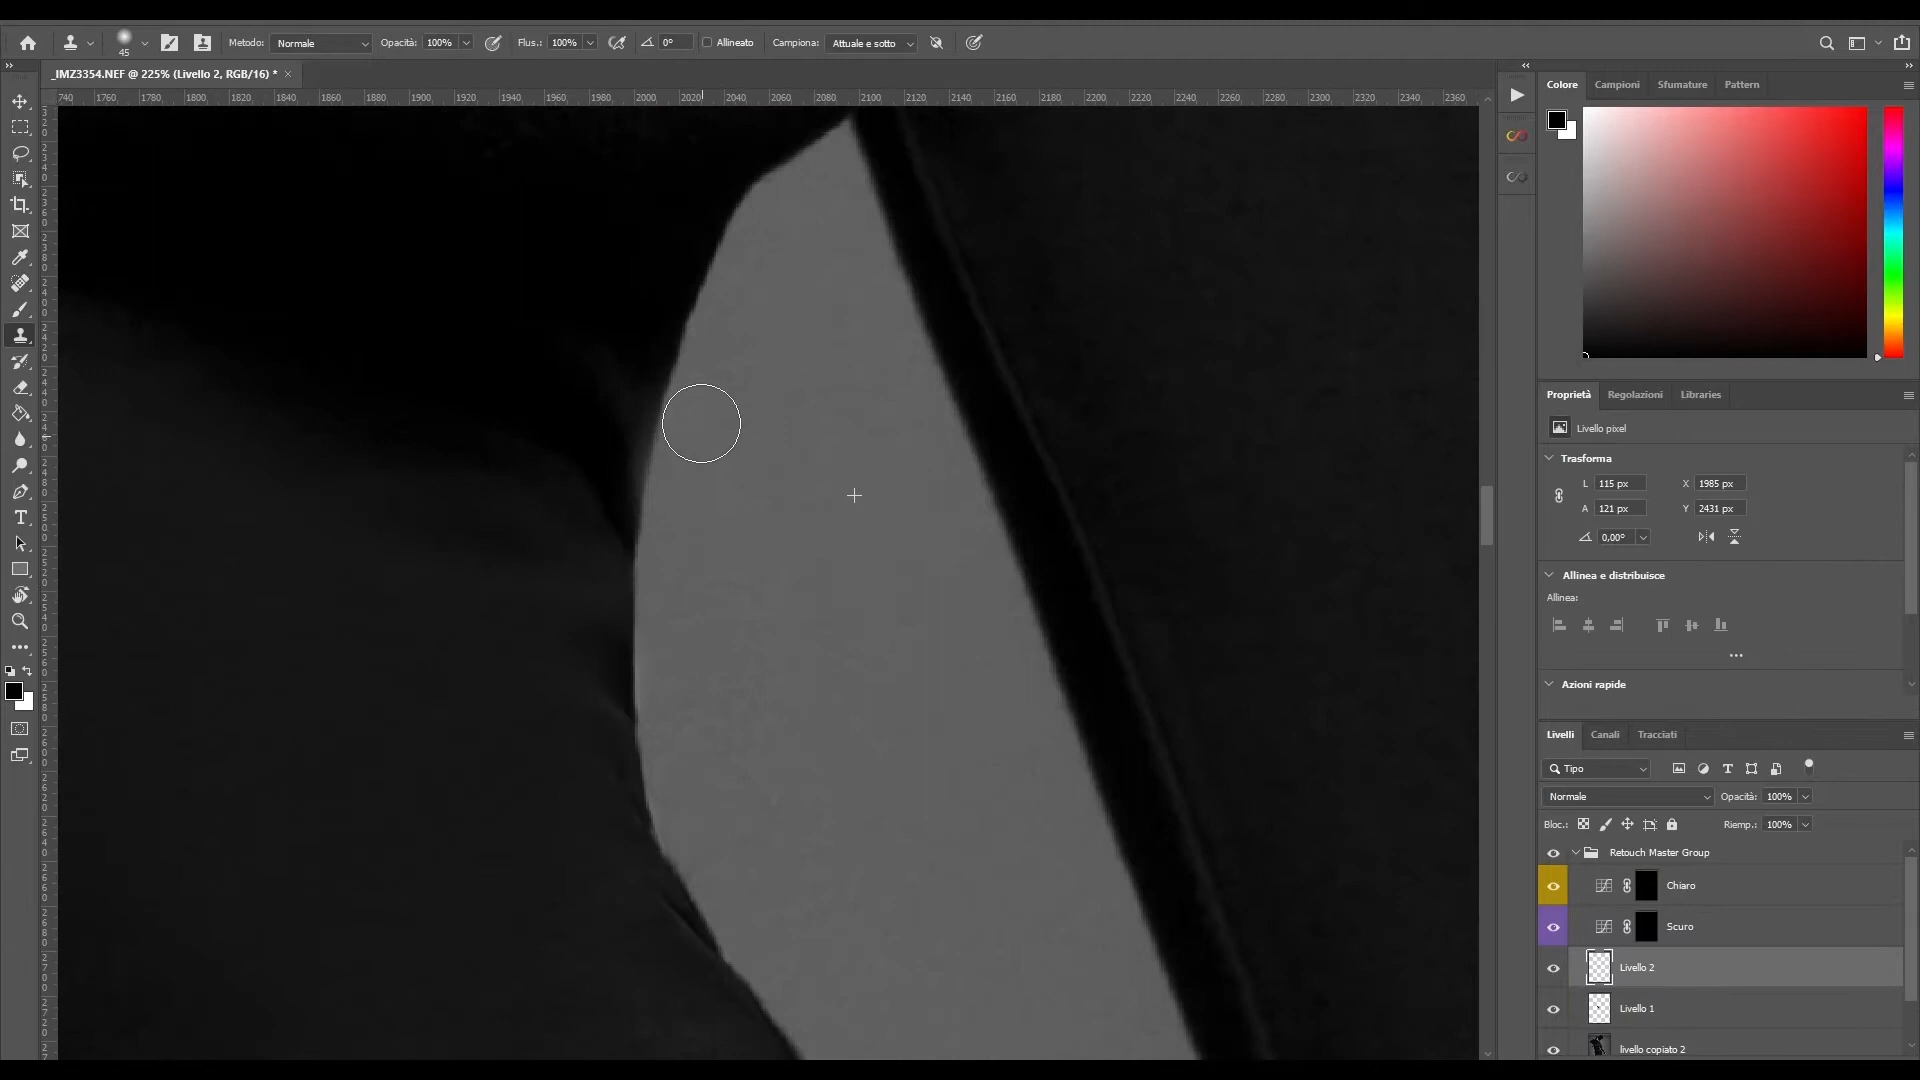 45
Metodo: Normale Opacità: 100% Flus.: 100% 0° Allineato Campiona: Attuale e sotto
_IMZ3354.NEF @ 225% (Livello 2, RGB/16) * ×
740 1760 1780 1800 1820 1840 1860 1880 1900 1920 1940 1960 1980 2000 2020 2040 2060 2080 2100 2120 2140 2160 2180 2200 2220 2240 2260 2280 2300 2320 2340 2360
Colore Campioni Sfumature Pattern
Proprietà Regolazioni Libraries
Livello pixel
Trasforma
L 115 px X 1985 px
A 121 px Y 2431 px
0,00°
Allinea e distribuisce
Allinea:
Azioni rapide
Livelli Canali Tracciati
Tipo
Normale Opacità: 100%
Bloc.: Riemp.: 100%
Retouch Master Group
Chiaro
Scuro
Livello 2
Livello 1
livello copiato 2